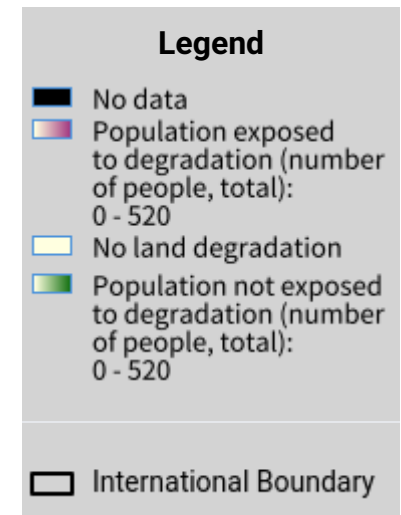 Legend
No data
Population exposed
to degradation (number
of people, total):
0 - 520
No land degradation
Population not exposed
to degradation (number
of people, total):
0 - 520
International Boundary